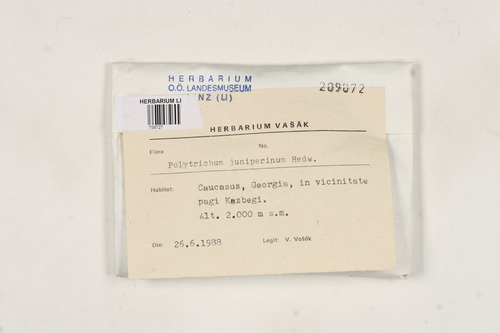 HERBARIUM
O.Ö. LANDESMUSEUM
NZ (LI)
209072
HERBARIUM LI
HERBARIUM VAŠÁK
Flora No.
Polytrichum juniperinum Hedw.
Habitat: Caucasus, Georgia, in vicinitate
pagi Kazbegi.
Alt. 2.000 m s.m.
Die: 26.6.1988 Legit: V. Vašák